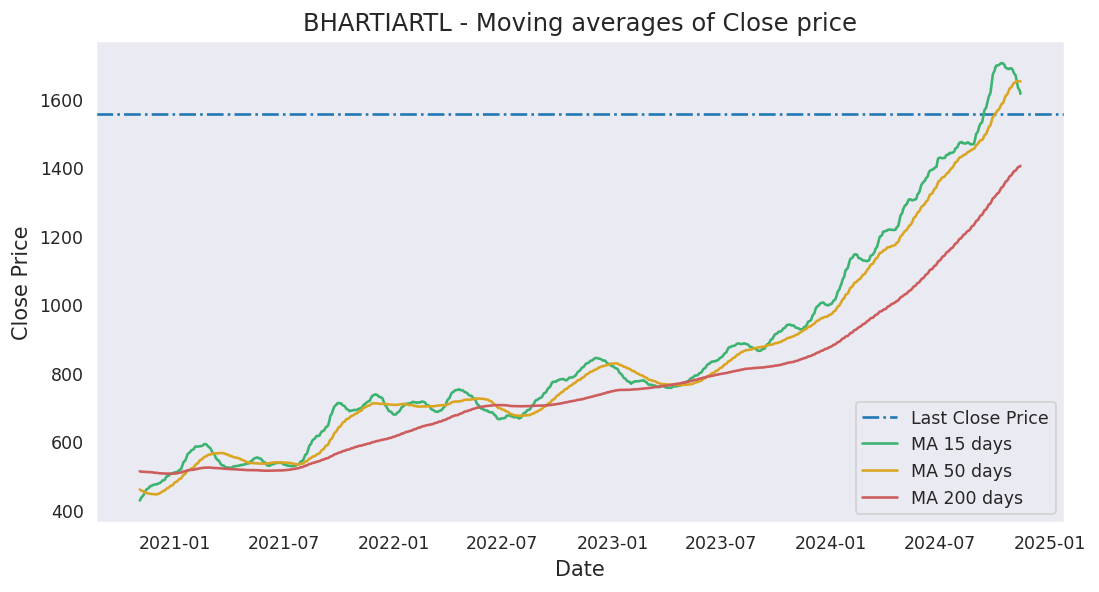 BHARTIARTL - Moving averages of Close price
Close Price
1600
1400
1200
1000
800
600
400
2021-01 2021-07 2022-01 2022-07 2023-01 2023-07 2024-01 2024-07 2025-01
Date
Last Close Price
MA 15 days
MA 50 days
MA 200 days